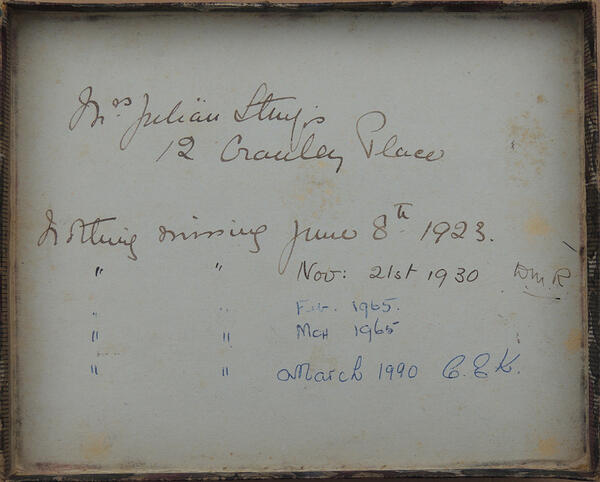 Mrs Julian Sturgis
12 Cranley Place
Nothing missing June 8th 1923.
" " Nov: 21st 1930 D.M.R
" " Feb. 1965.
" " Mch 1965
" " March 1990 C.E.K.